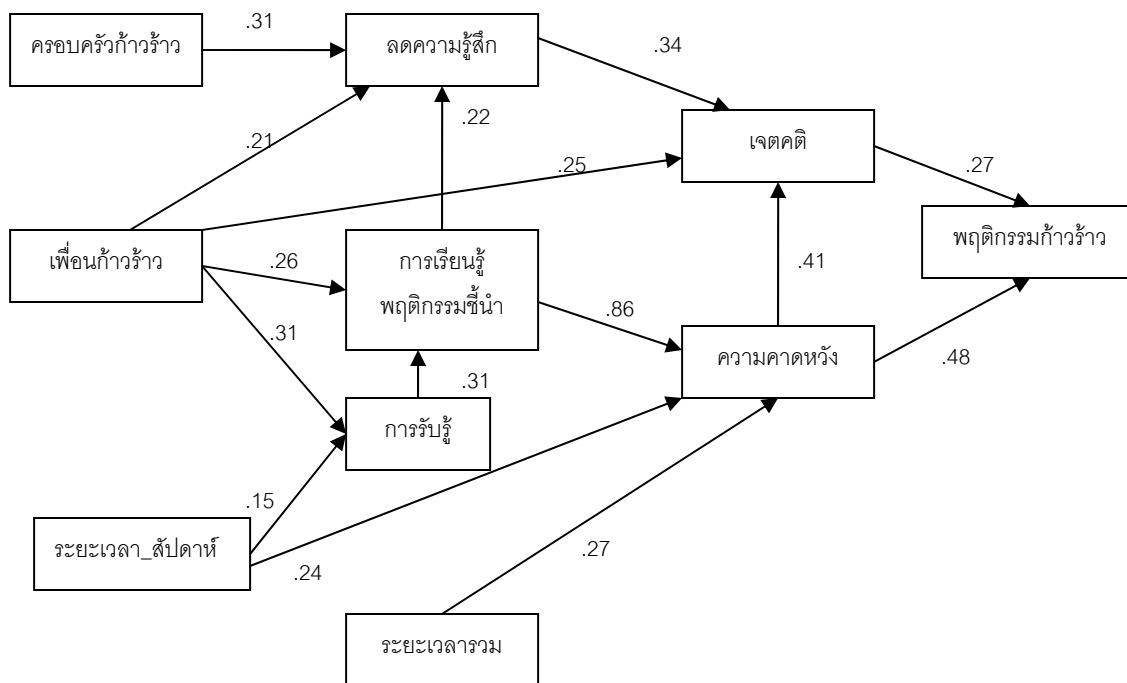 .31
ครอบครัวก้าวร้าว
ลดความรู้สึก
.34
.22
.21
เจตคติ
.25
.27
เพื่อนก้าวร้าว
.26
การเรียนรู้
พฤติกรรมชี้นำ
พฤติกรรมก้าวร้าว
.41
.86
.31
ความคาดหวัง
.48
.31
การรับรู้
.15
ระยะเวลา_สัปดาห์
.24
.27
ระยะเวลารวม